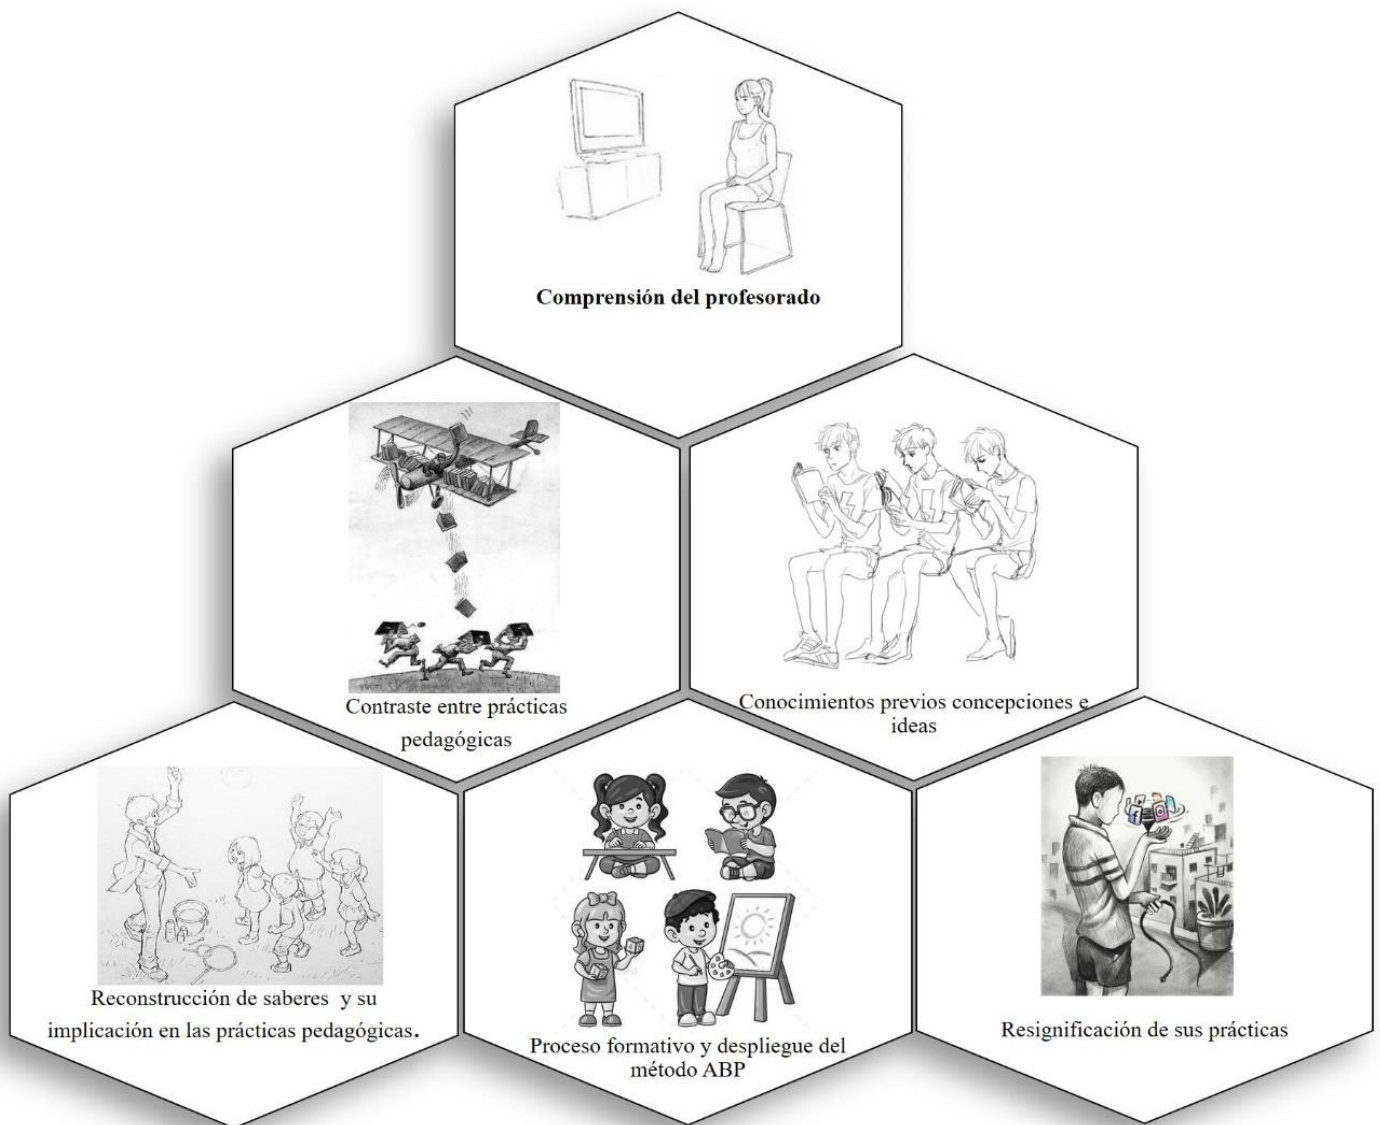 Comprensión del profesorado
Contraste entre prácticas
pedagógicas
Conocimientos previos concepciones e
ideas
Reconstrucción de saberes y su
implicación en las prácticas pedagógicas.
Proceso formativo y despliegue del
método ABP
Resignificación de sus prácticas